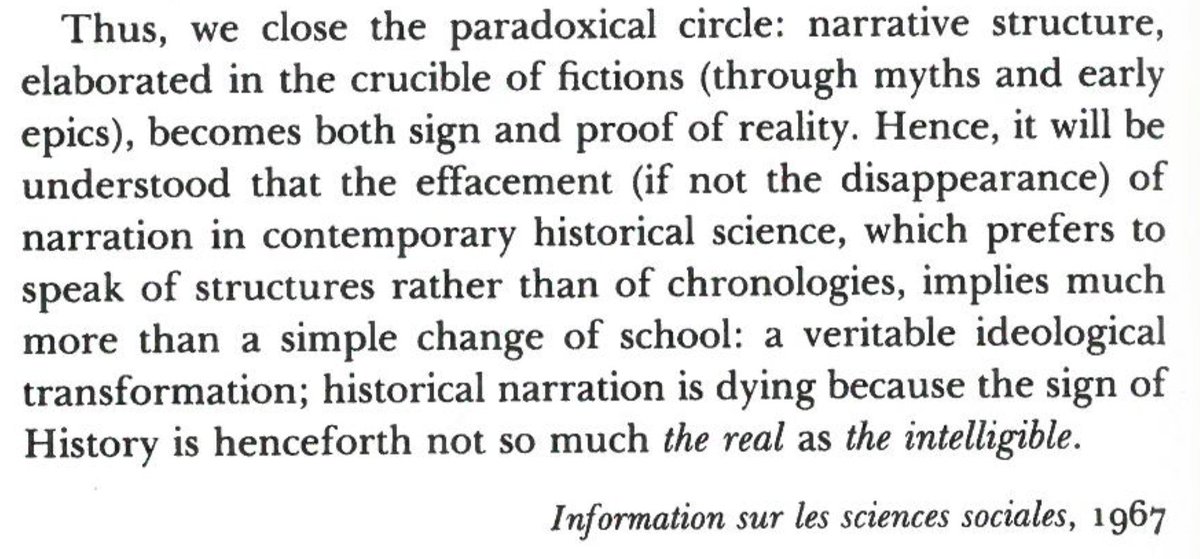 Thus, we close the paradoxical circle: narrative structure,
elaborated in the crucible of fictions (through myths and early
epics), becomes both sign and proof of reality. Hence, it will be
understood that the effacement (if not the disappearance) of
narration in contemporary historical science, which prefers to
speak of structures rather than of chronologies, implies much
more than a simple change of school: a veritable ideological
transformation; historical narration is dying because the sign of
History is henceforth not so much the real as the intelligible.
Information sur les sciences sociales, 1967